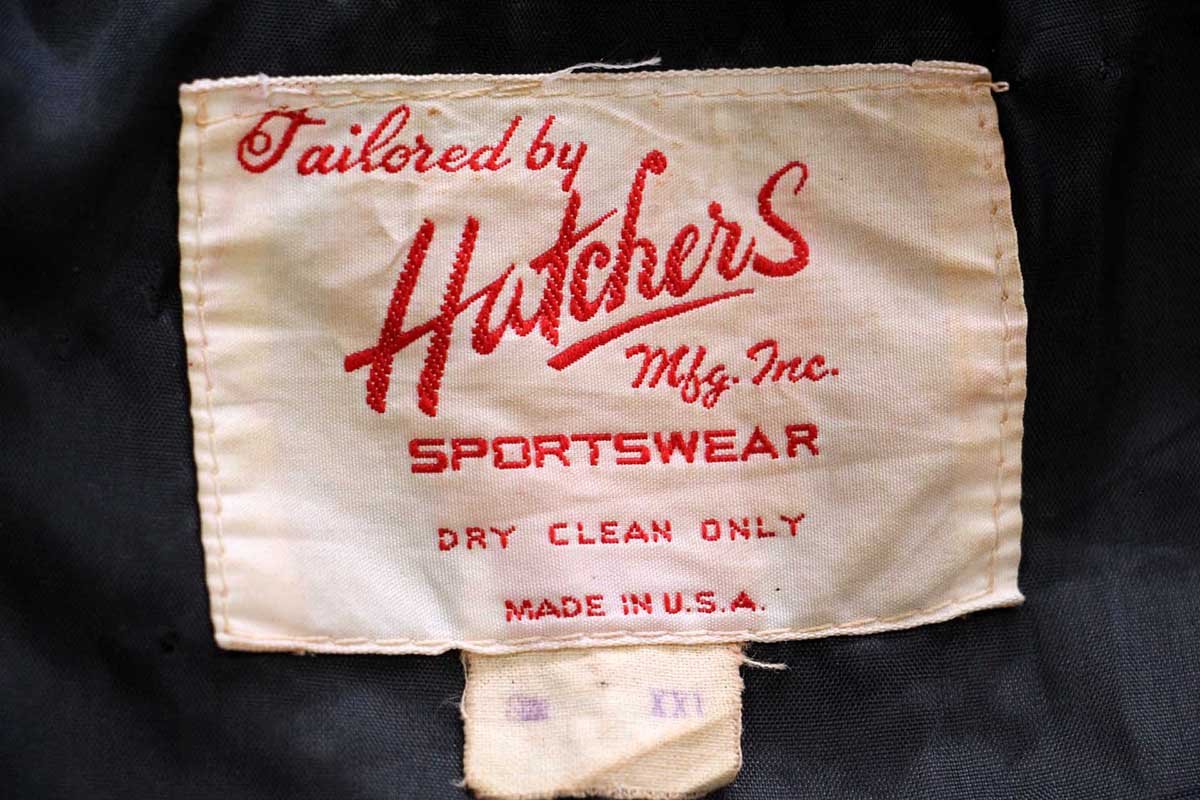 Tailored by
Hatchers
Mfg. Inc.
SPORTSWEAR
DRY CLEAN ONLY
MADE IN U.S.A.